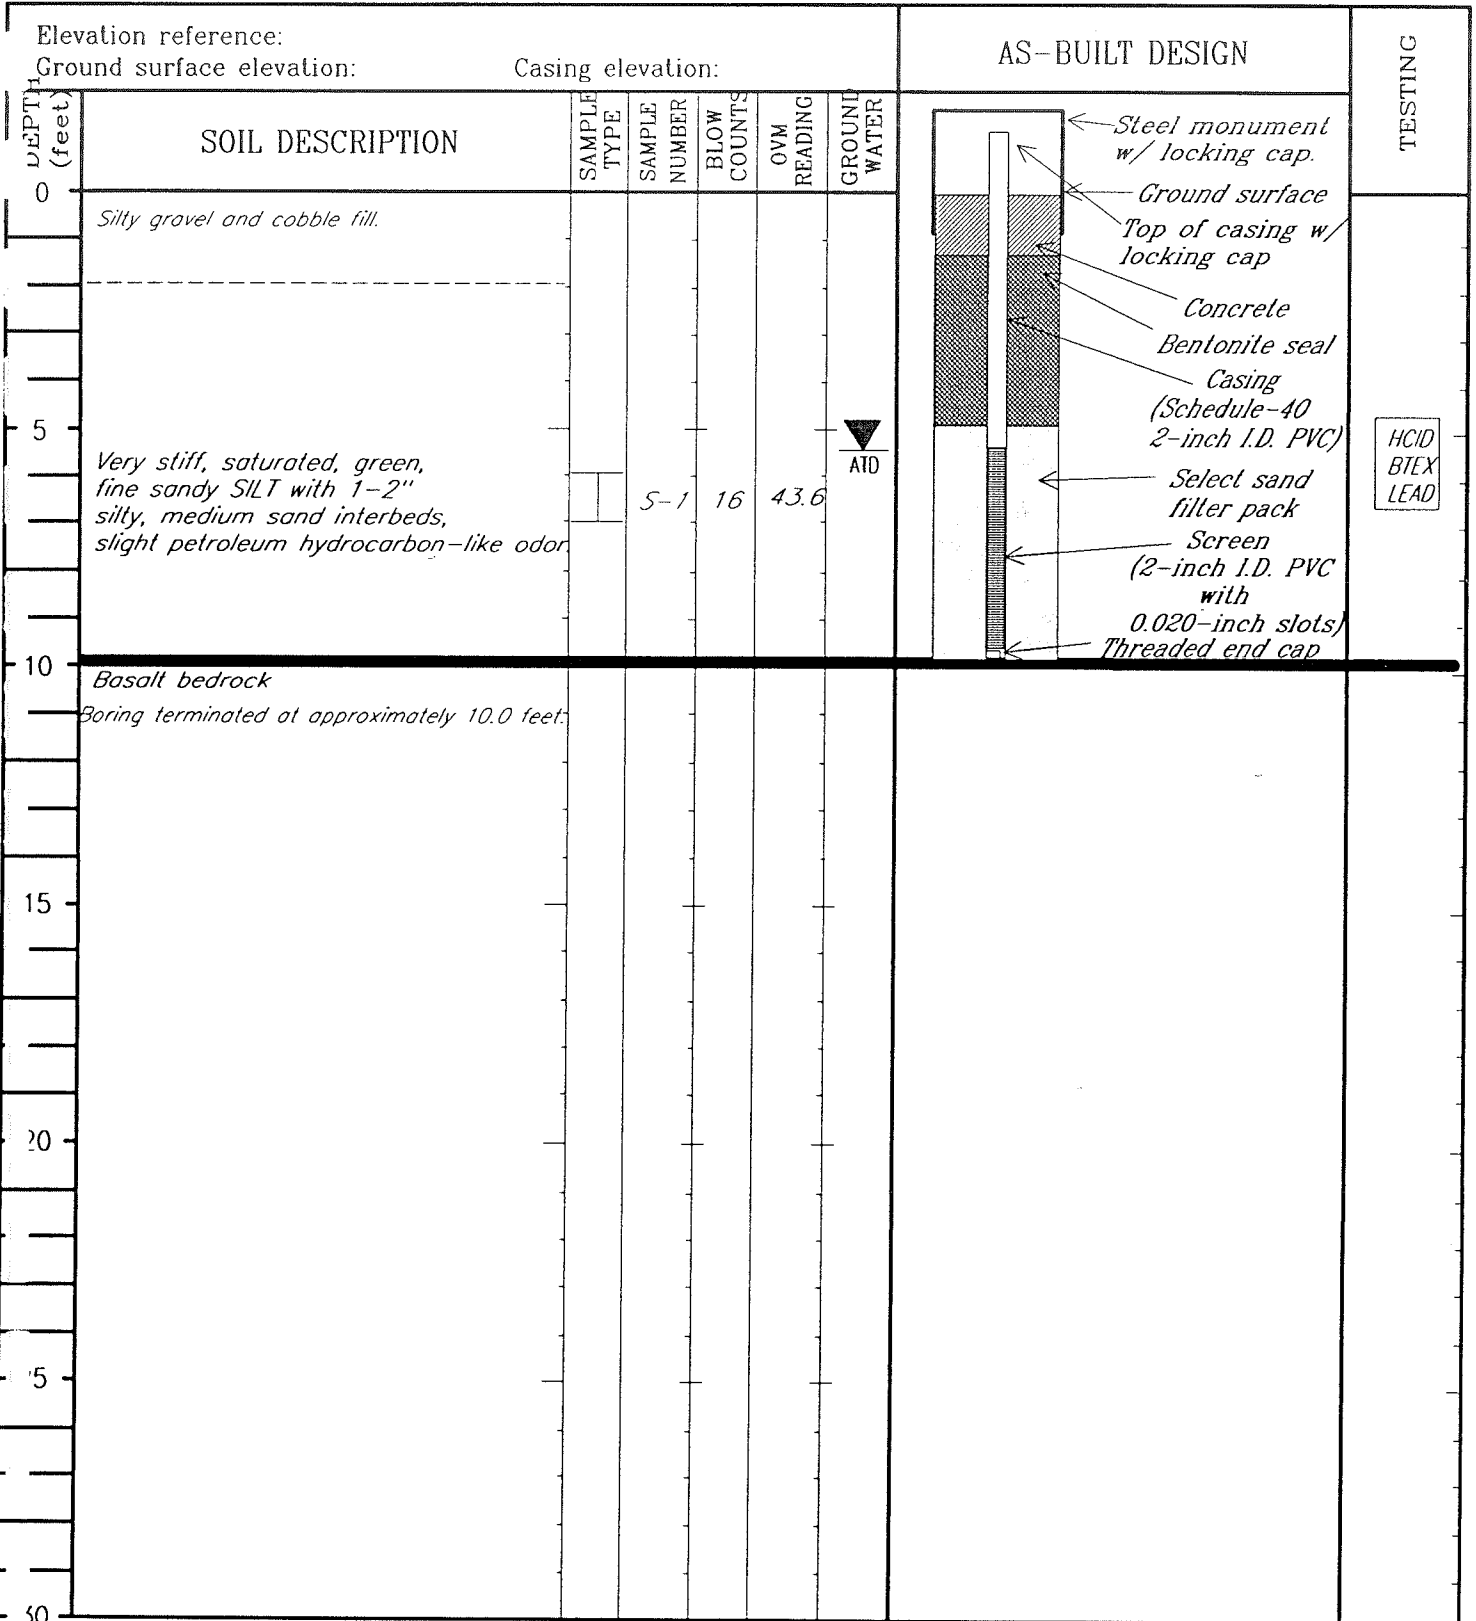 Elevation reference:
Ground surface elevation: Casing elevation:
AS-BUILT DESIGN
TESTING
DEPTH
(feet)
SOIL DESCRIPTION
SAMPLE
TYPE
SAMPLE
NUMBER
BLOW
COUNTS
OVM
READING
GROUND
WATER
0
Silty gravel and cobble fill.
5
Very stiff, saturated, green,
fine sandy SILT with 1-2"
silty, medium sand interbeds,
slight petroleum hydrocarbon-like odor
S-1 16 43.6
ATD
Steel monument
w/ locking cap.
Ground surface
Top of casing w/
locking cap
Concrete
Bentonite seal
Casing
(Schedule-40
2-inch I.D. PVC)
Select sand
filter pack
Screen
(2-inch I.D. PVC
with
0.020-inch slots)
Threaded end cap
HCID
BTEX
LEAD
10
Basalt bedrock
Boring terminated at approximately 10.0 feet.
15
20
5
30